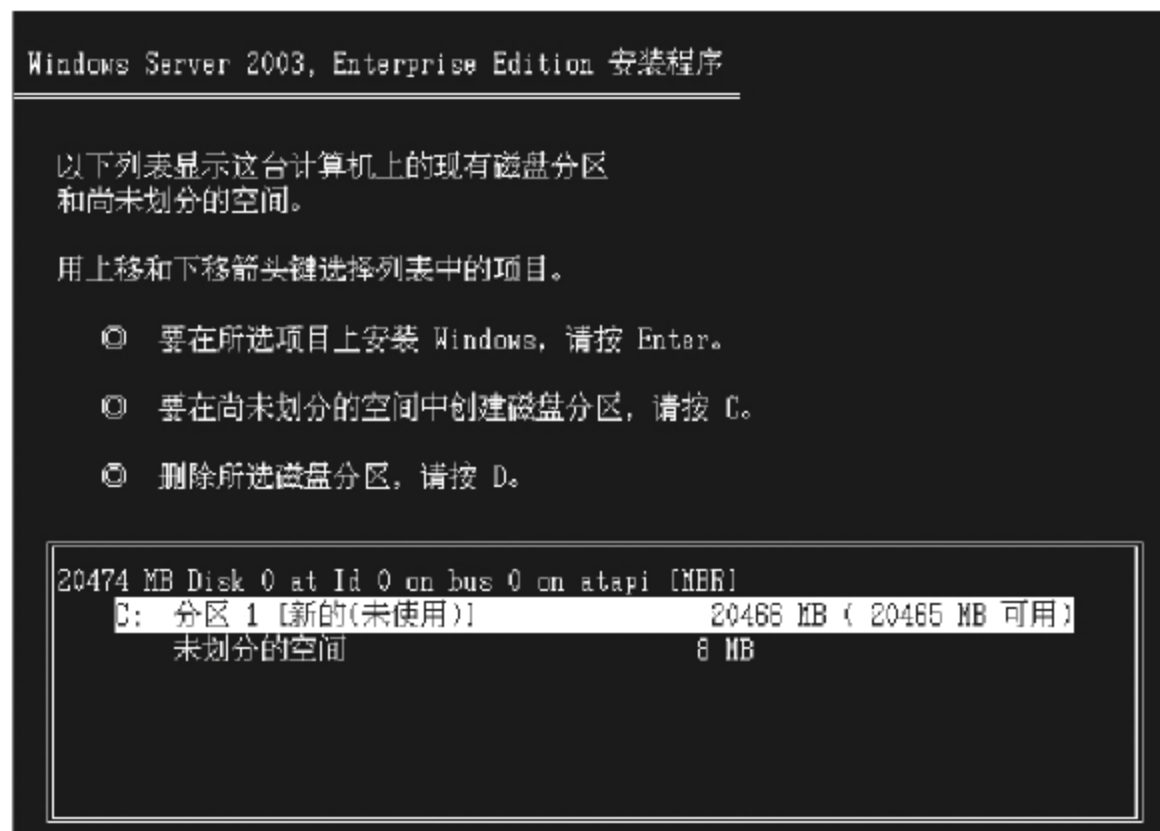 Windows Server 2003, Enterprise Edition 安装程序
以下列表显示这台计算机上的现有磁盘分区
和尚未划分的空间。
用上移和下移箭头键选择列表中的项目。
◎ 要在所选项目上安装 Windows, 请按 Enter。
◎ 要在尚未划分的空间中创建磁盘分区, 请按 C。
◎ 删除所选磁盘分区, 请按 D。
20474 MB Disk 0 at Id 0 on bus 0 on atapi [MBR]
C: 分区 1 [新的(未使用)] 20466 MB ( 20465 MB 可用)
未划分的空间 8 MB